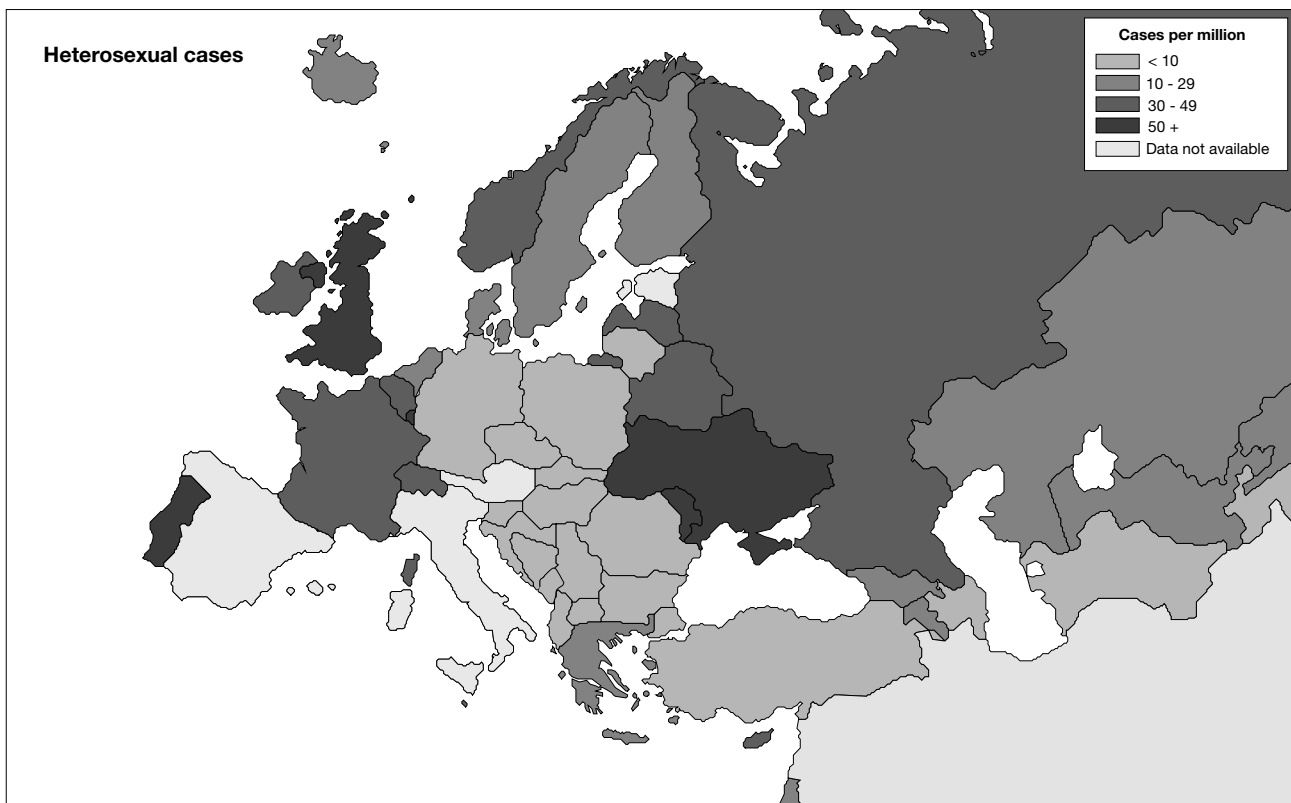 Heterosexual cases
Cases per million
< 10
10 - 29
30 - 49
50 +
Data not available